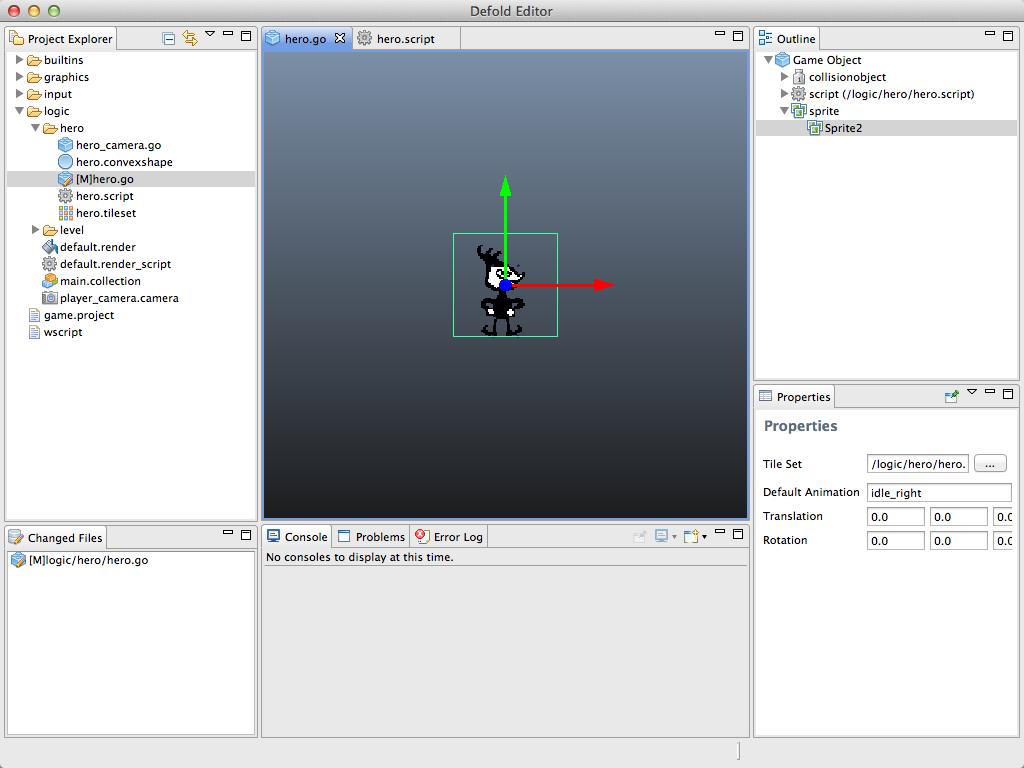 Defold Editor
Project Explorer
builtins
graphics
input
logic
hero
hero_camera.go
hero.convexshape
[M]hero.go
hero.script
hero.tileset
level
default.render
default.render_script
main.collection
player_camera.camera
game.project
wscript
Changed Files
[M]logic/hero/hero.go
hero.go
hero.script
Console
Problems
Error Log
No consoles to display at this time.
Outline
Game Object
collisionobject
script (/logic/hero/hero.script)
sprite
Sprite2
Properties
Properties
Tile Set /logic/hero/hero. ...
Default Animation idle_right
Translation 0.0 0.0 0.0
Rotation 0.0 0.0 0.0